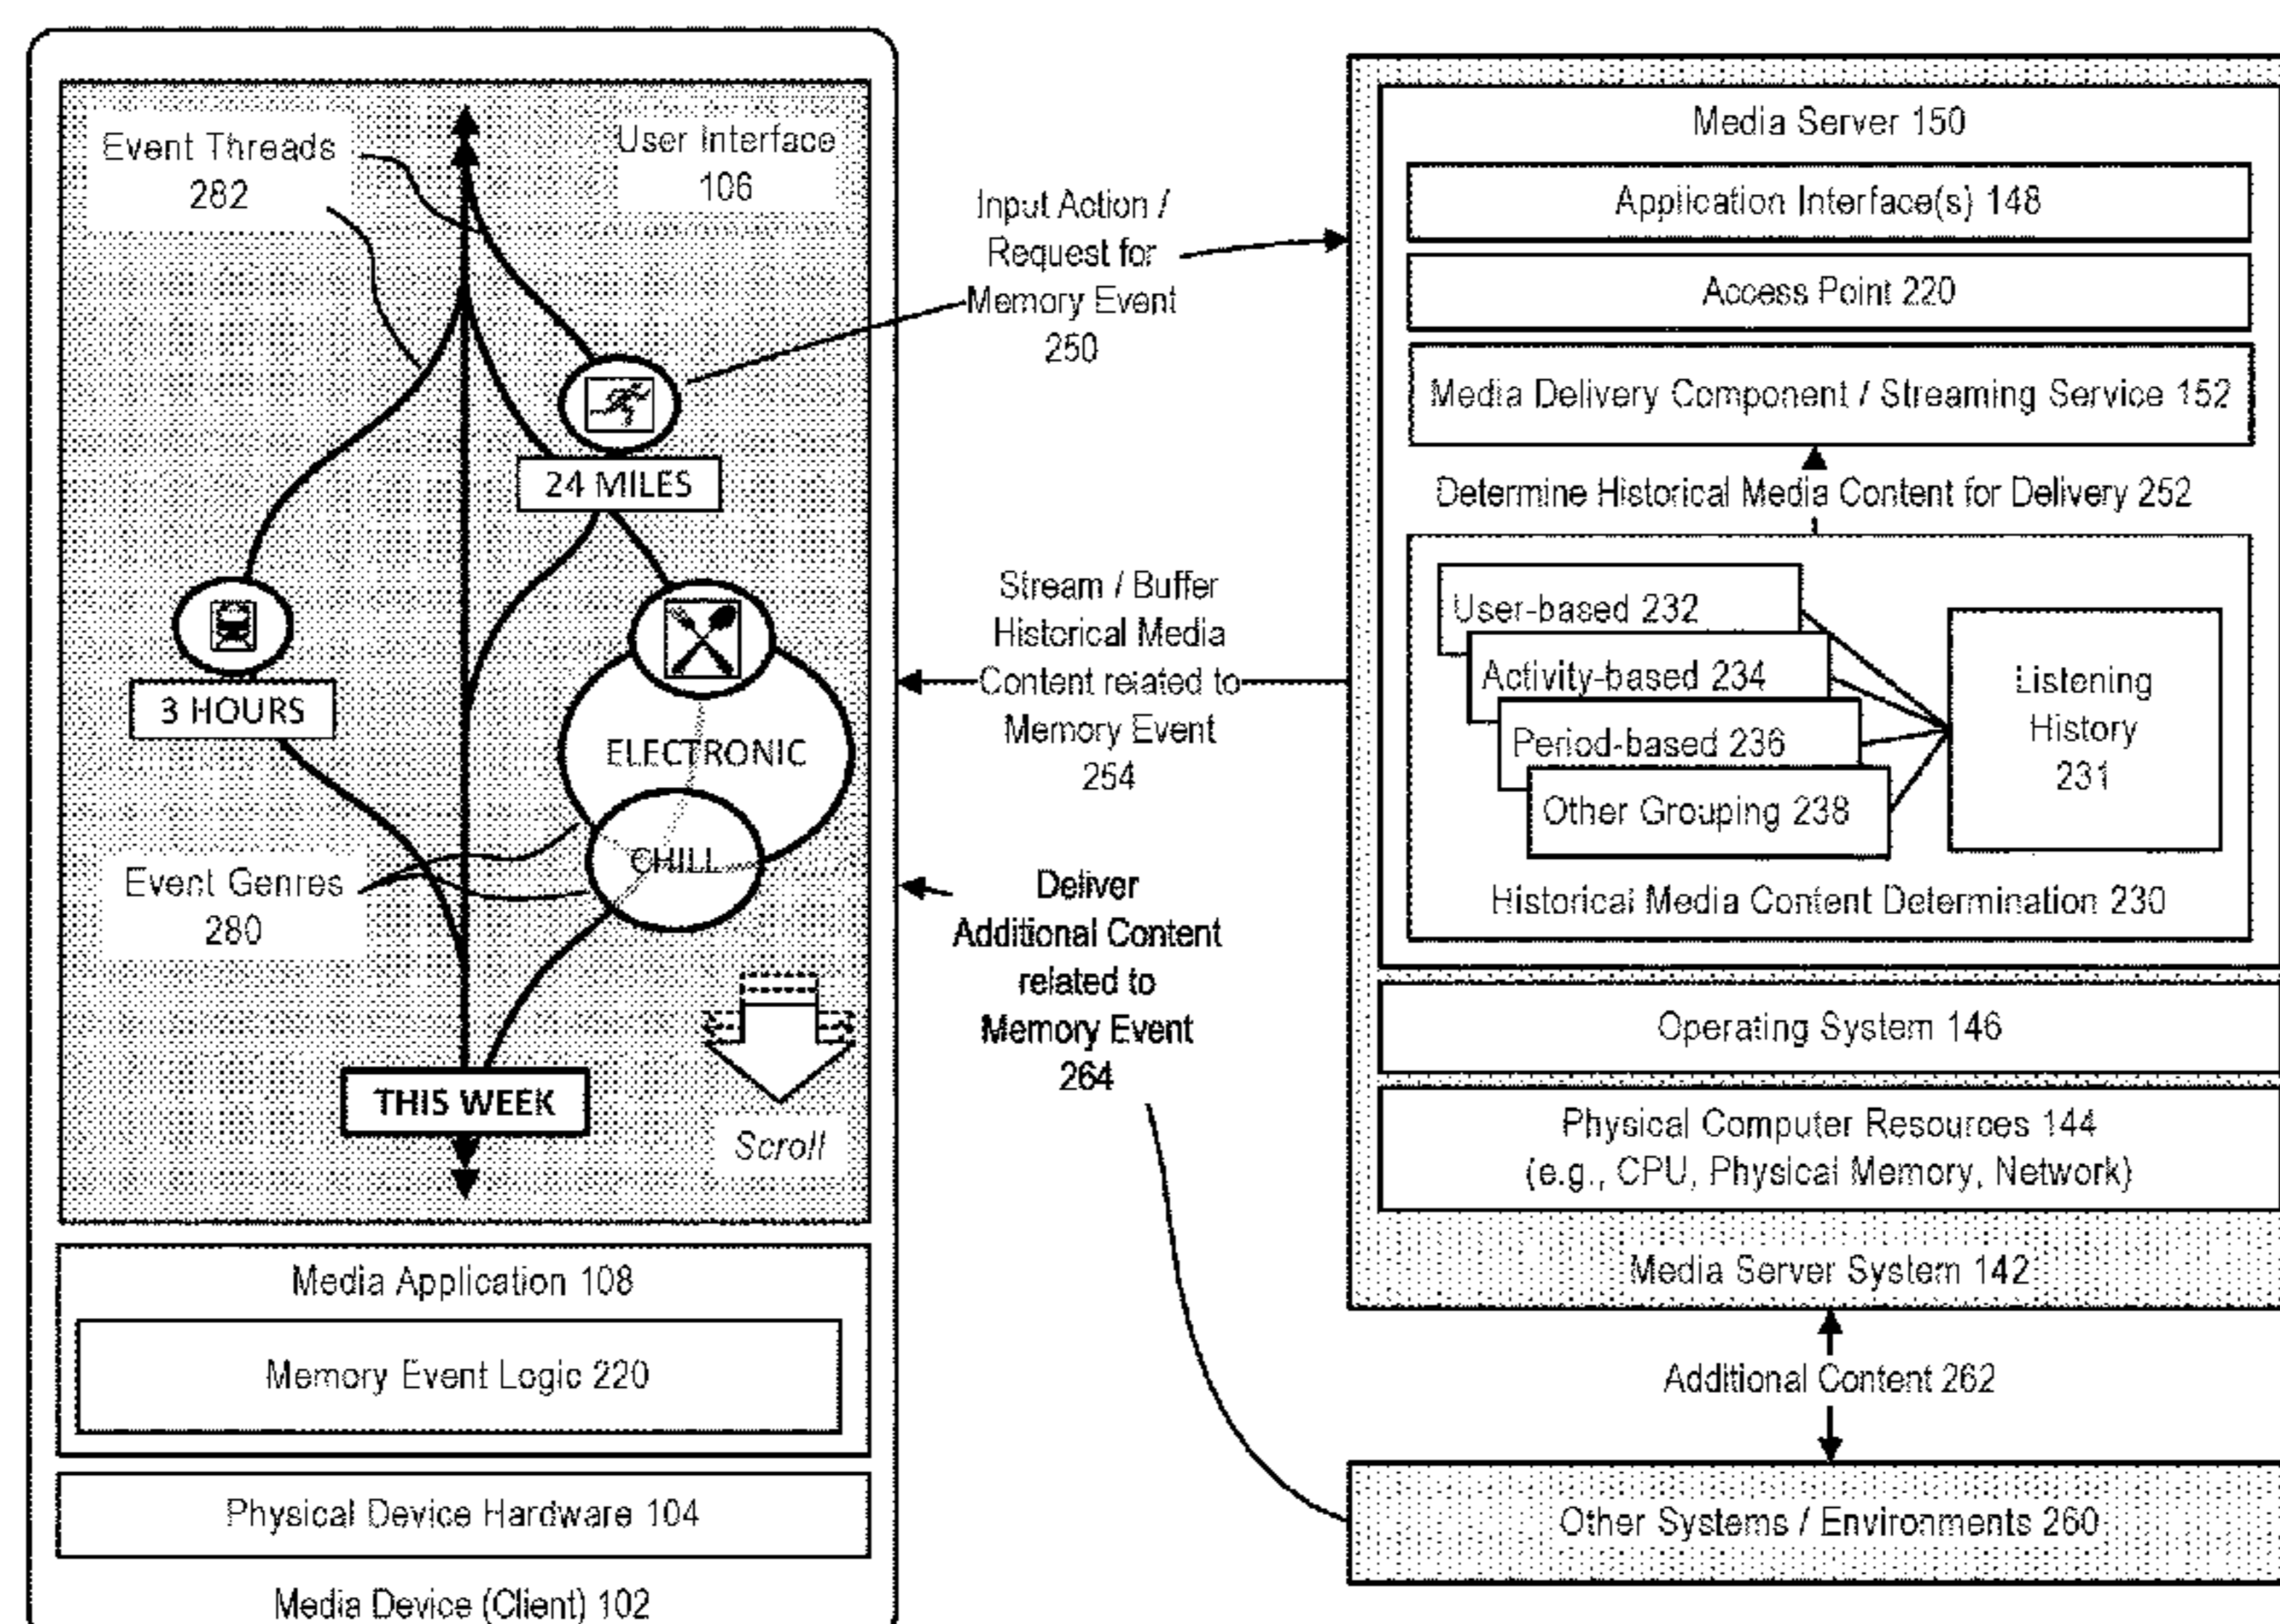 Event Threads
282
User Interface
106
24 MILES
3 HOURS
ELECTRONIC
CHILL
Event Genres
280
THIS WEEK
Scroll
Media Application 108
Memory Event Logic 220
Physical Device Hardware 104
Media Device (Client) 102
Input Action /
Request for
Memory Event
250
Stream / Buffer
Historical Media
Content related to
Memory Event
254
Deliver
Additional Content
related to
Memory Event
264
Media Server 150
Application Interface(s) 148
Access Point 220
Media Delivery Component / Streaming Service 152
Determine Historical Media Content for Delivery 252
User-based 232
Activity-based 234
Period-based 236
Other Grouping 238
Listening
History
231
Historical Media Content Determination 230
Operating System 146
Physical Computer Resources 144
(e.g., CPU, Physical Memory, Network)
Media Server System 142
Additional Content 262
Other Systems / Environments 260